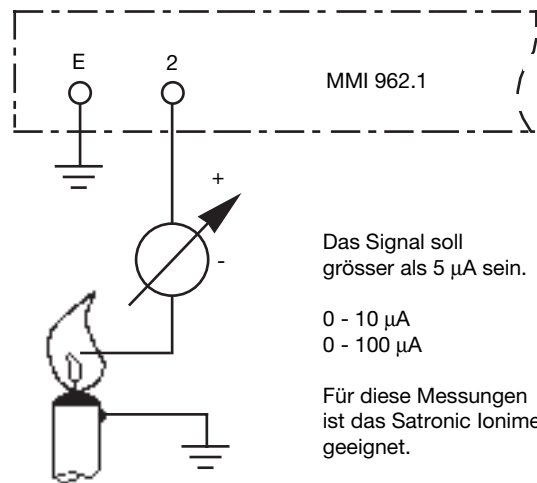 E
2
MMI 962.1
+
-
Das Signal soll
grösser als 5 µA sein.
0 - 10 µA
0 - 100 µA
Für diese Messungen
ist das Satronic Ionime
geeignet.